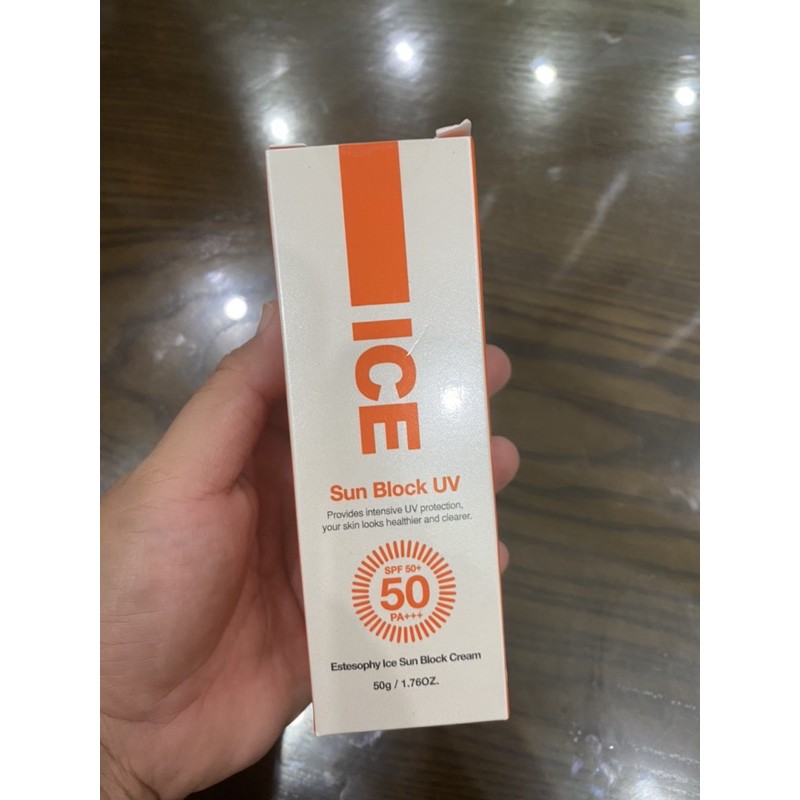 ICE
Sun Block UV
Provides intensive UV protection,
your skin looks healthier and clearer.
SPF 50+
50
PA+++
Estesophy Ice Sun Block Cream
50g / 1.76OZ.